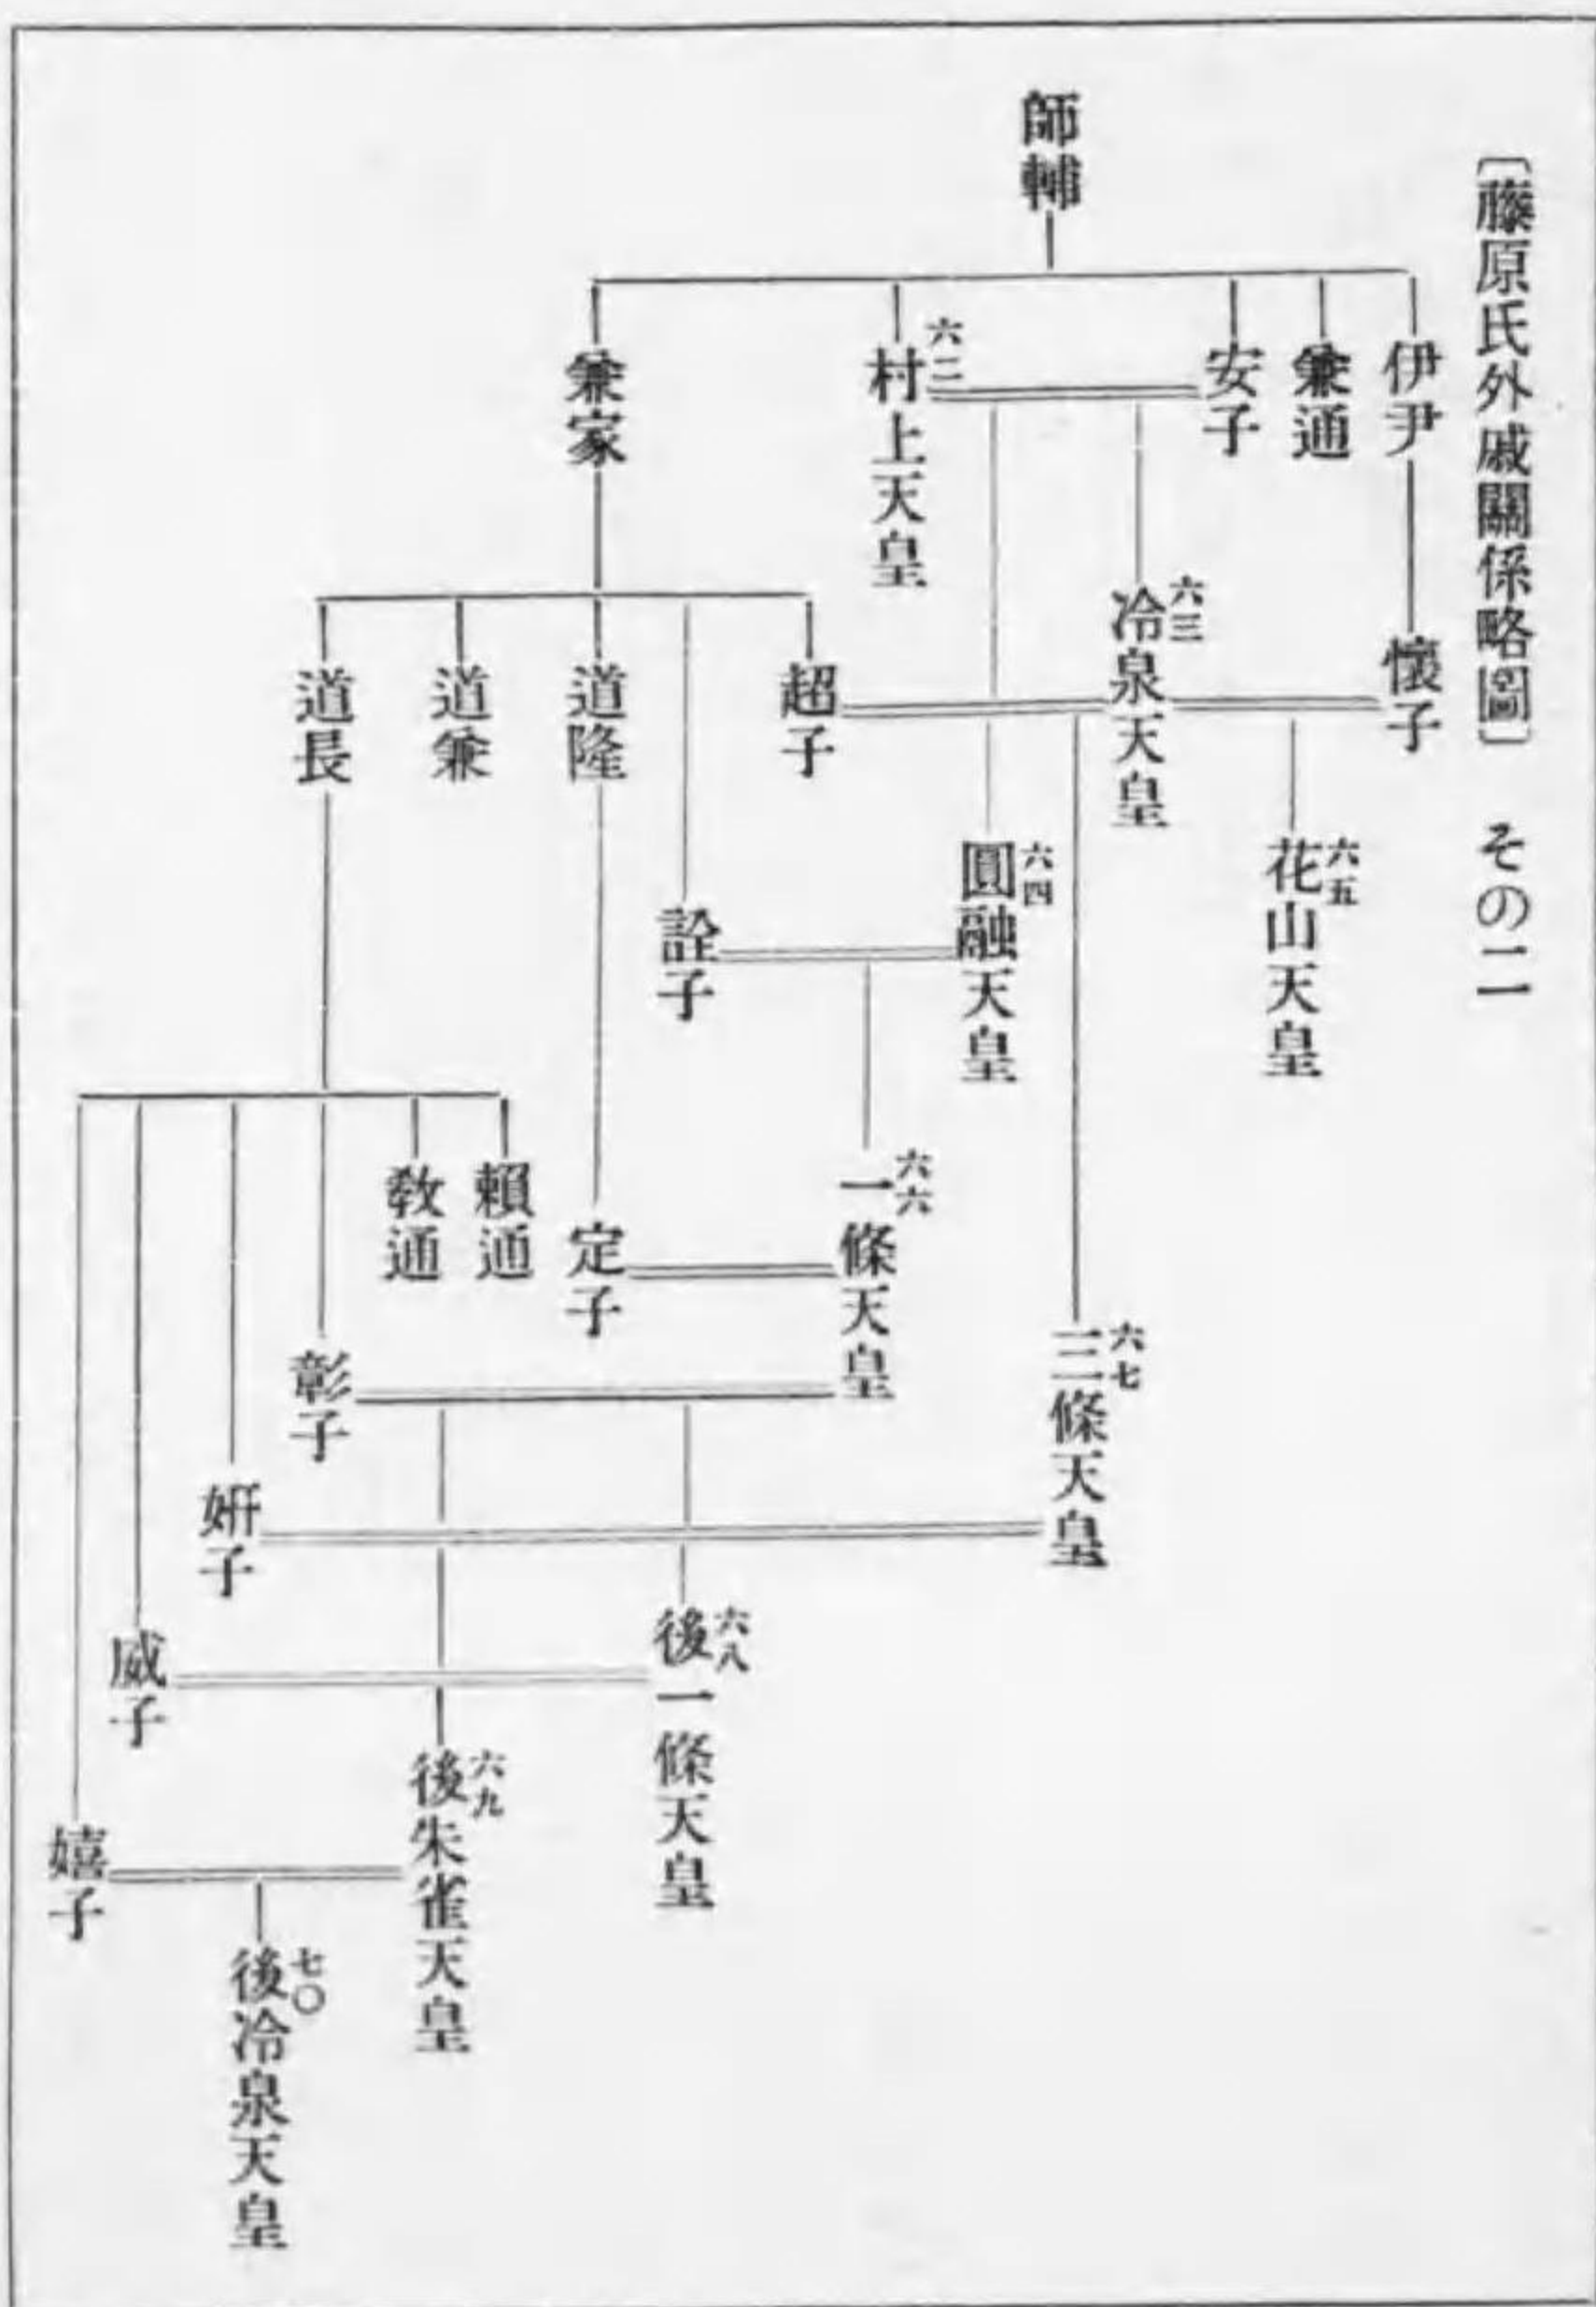 〔藤原氏外戚關係略圖〕 その二
師輔
伊尹
兼通
安子
六二
村上天皇
兼家
懷子
六三
冷泉天皇
超子
道隆
道兼
道長
六五
花山天皇
六四
圓融天皇
詮子
六七
三條天皇
六六
一條天皇
定子
賴通
敎通
彰子
姸子
六八
後一條天皇
威子
六九
後朱雀天皇
嬉子
七〇
後冷泉天皇